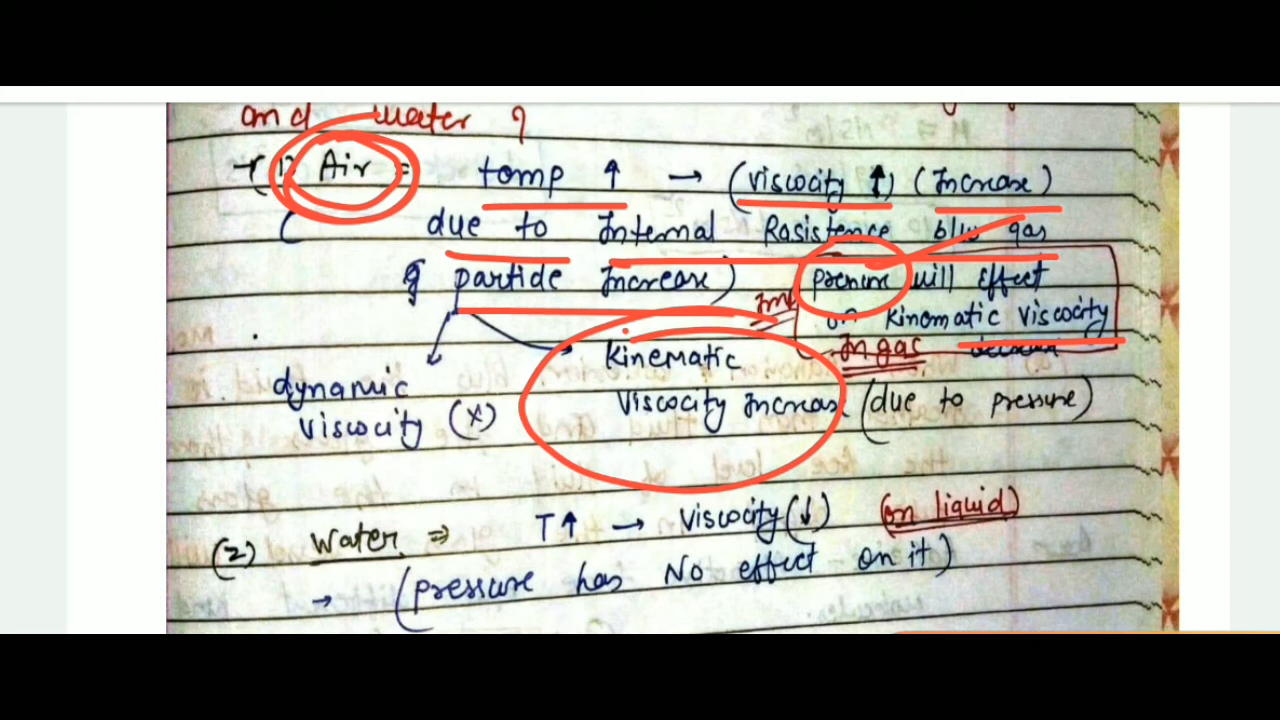 and water ?
→(1) Air = temp ↑ → (viscocity ↑) (Increase)
( due to Internal Rasistence b/w gas
particle Increase)
pressure will effect
on Kinematic viscocity
In gas
Imp
Kinematic
Viscocity Increase (due to pressure)
dynamic
viscocity (x)
(2) Water ⇒ T↑ → Viscocity(↓) (on liquid)
→ (pressure has NO effect on it)